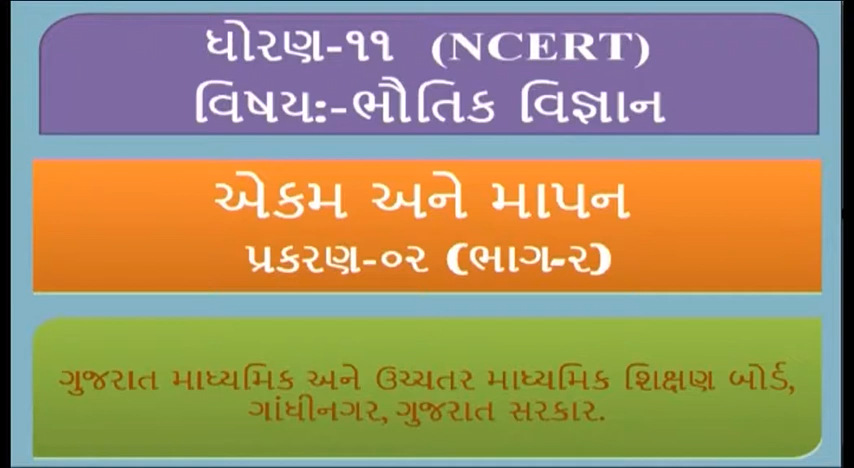 ધોરણ-૧૧ (NCERT)
વિષય:-ભૌતિક વિજ્ઞાન
એકમ અને માપન
પ્રકરણ-૦૨ (ભાગ-૨)
ગુજરાત માધ્યમિક અને ઉચ્ચતર માધ્યમિક શિક્ષણ બોર્ડ,
ગાંધીનગર, ગુજરાત સરકાર.